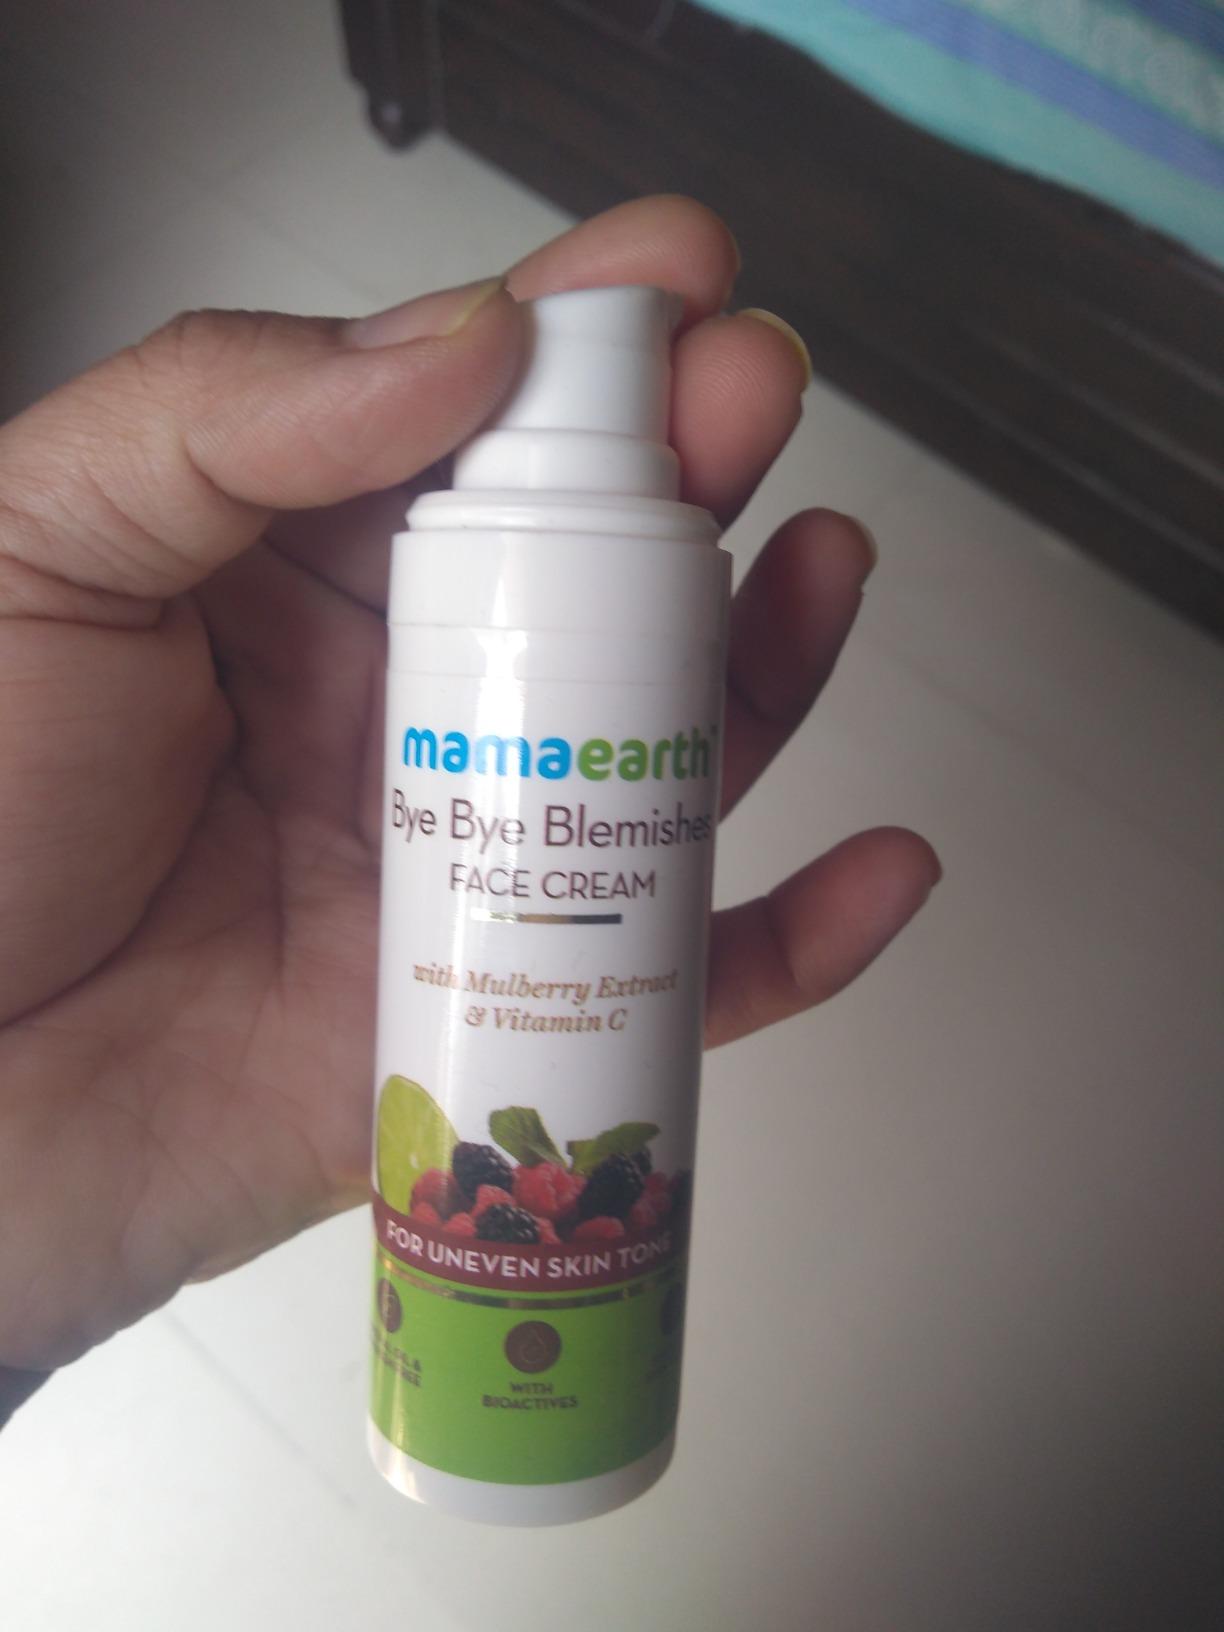 mamaearth
Bye Bye Blemishes
FACE CREAM
with Mulberry Extract
& Vitamin C
FOR UNEVEN SKIN TONE
WITH
BIOACTIVES